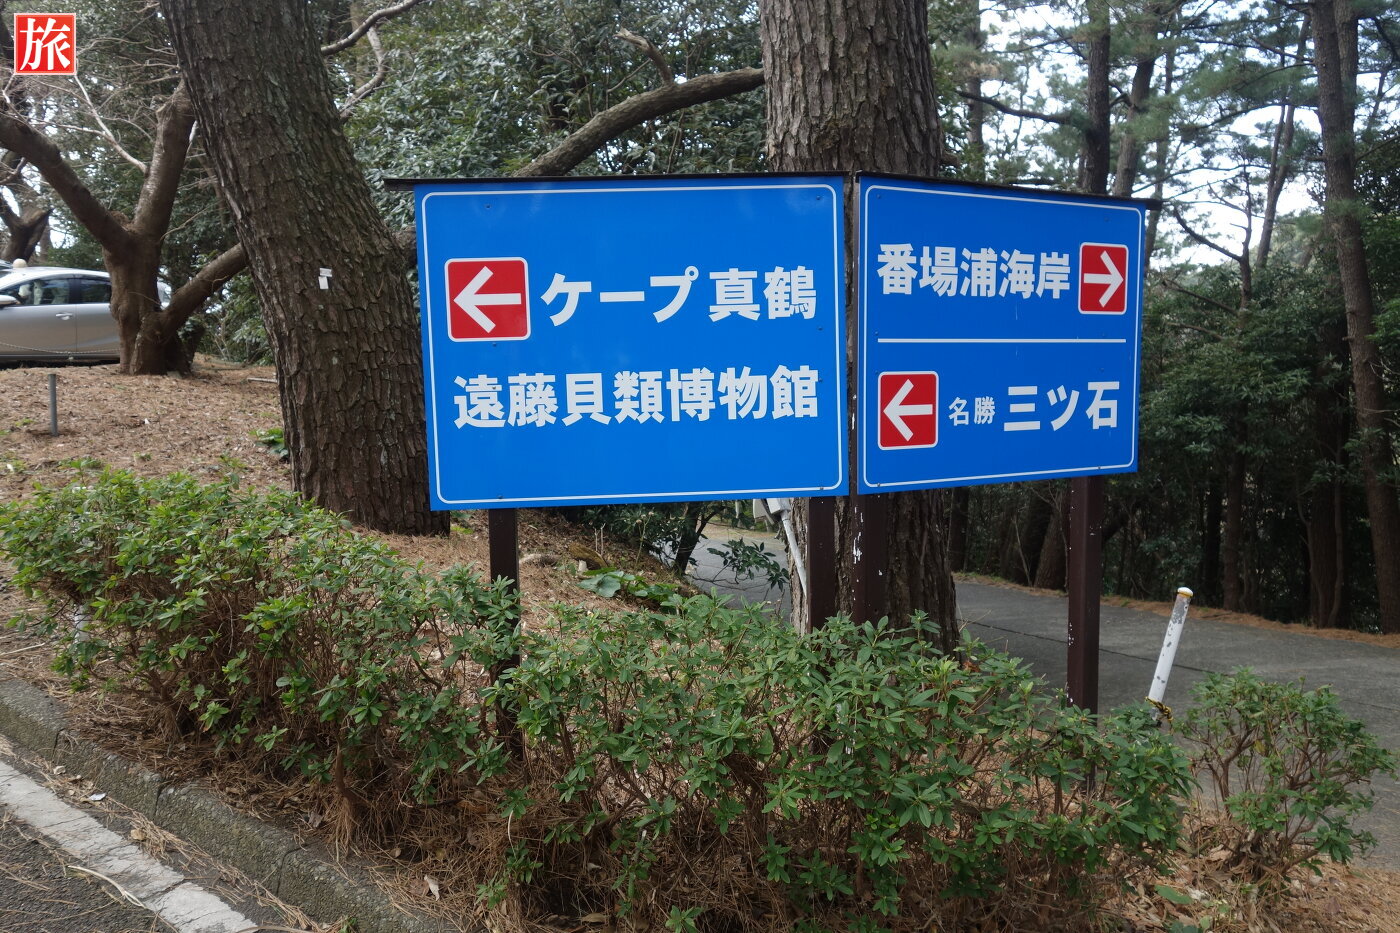 旅
← ケープ 真鶴
遠藤貝類博物館
番場浦海岸 →
← 名勝 三ツ石